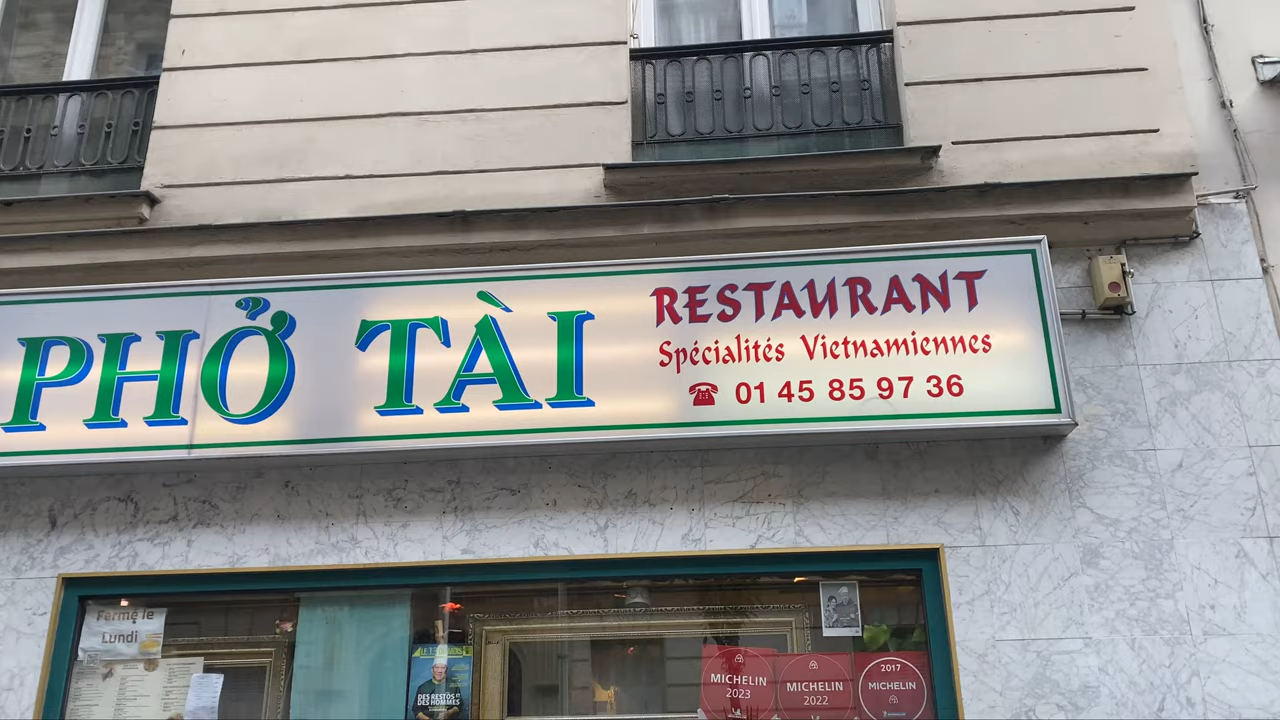 PHỞ TÀI
RESTAURANT
Spécialités Vietnamiennes
01 45 85 97 36
Fermé le
Lundi
DES RESTOS ET
DES HOMMES
MICHELIN
2023
MICHELIN
2022
2017
MICHELIN